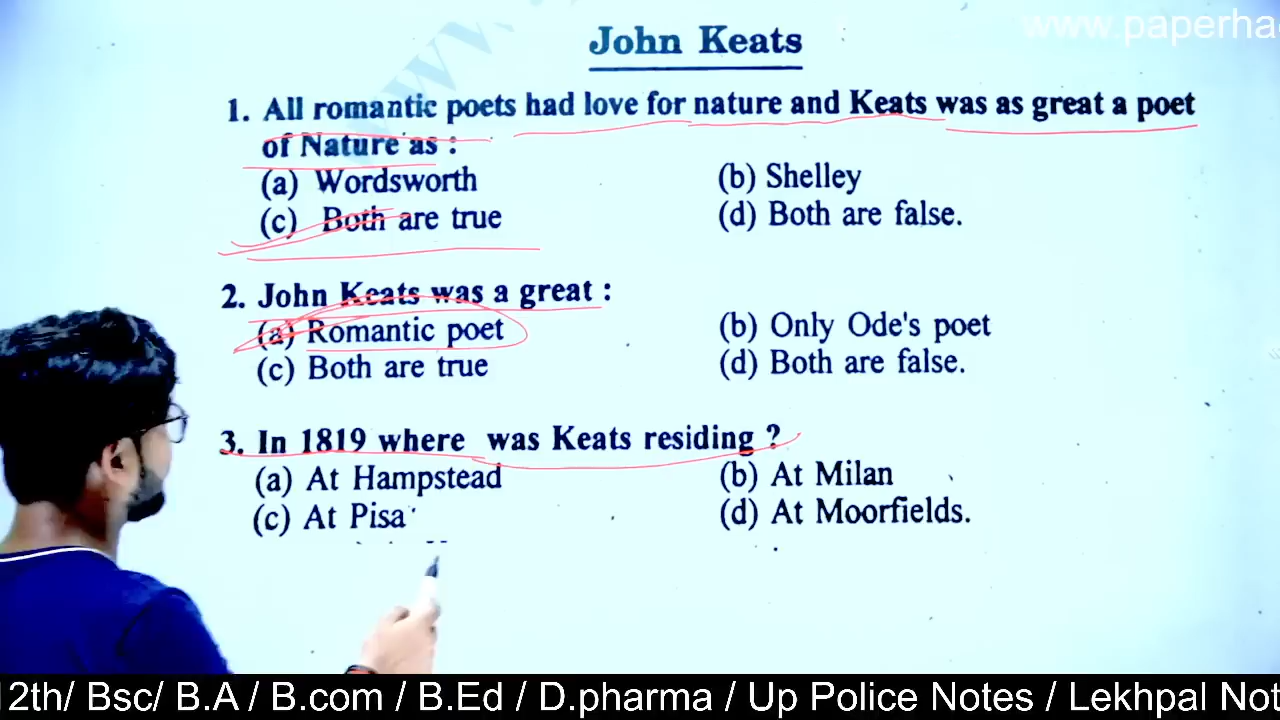 www.paperha
John Keats
1. All romantic poets had love for nature and Keats was as great a poet
of Nature as :
(a) Wordsworth (b) Shelley
(c) Both are true (d) Both are false.
2. John Keats was a great :
(a) Romantic poet (b) Only Ode's poet
(c) Both are true (d) Both are false.
3. In 1819 where was Keats residing ?
(a) At Hampstead (b) At Milan
(c) At Pisa (d) At Moorfields.
12th/ Bsc/ B.A / B.com / B.Ed / D.pharma / Up Police Notes / Lekhpal Not